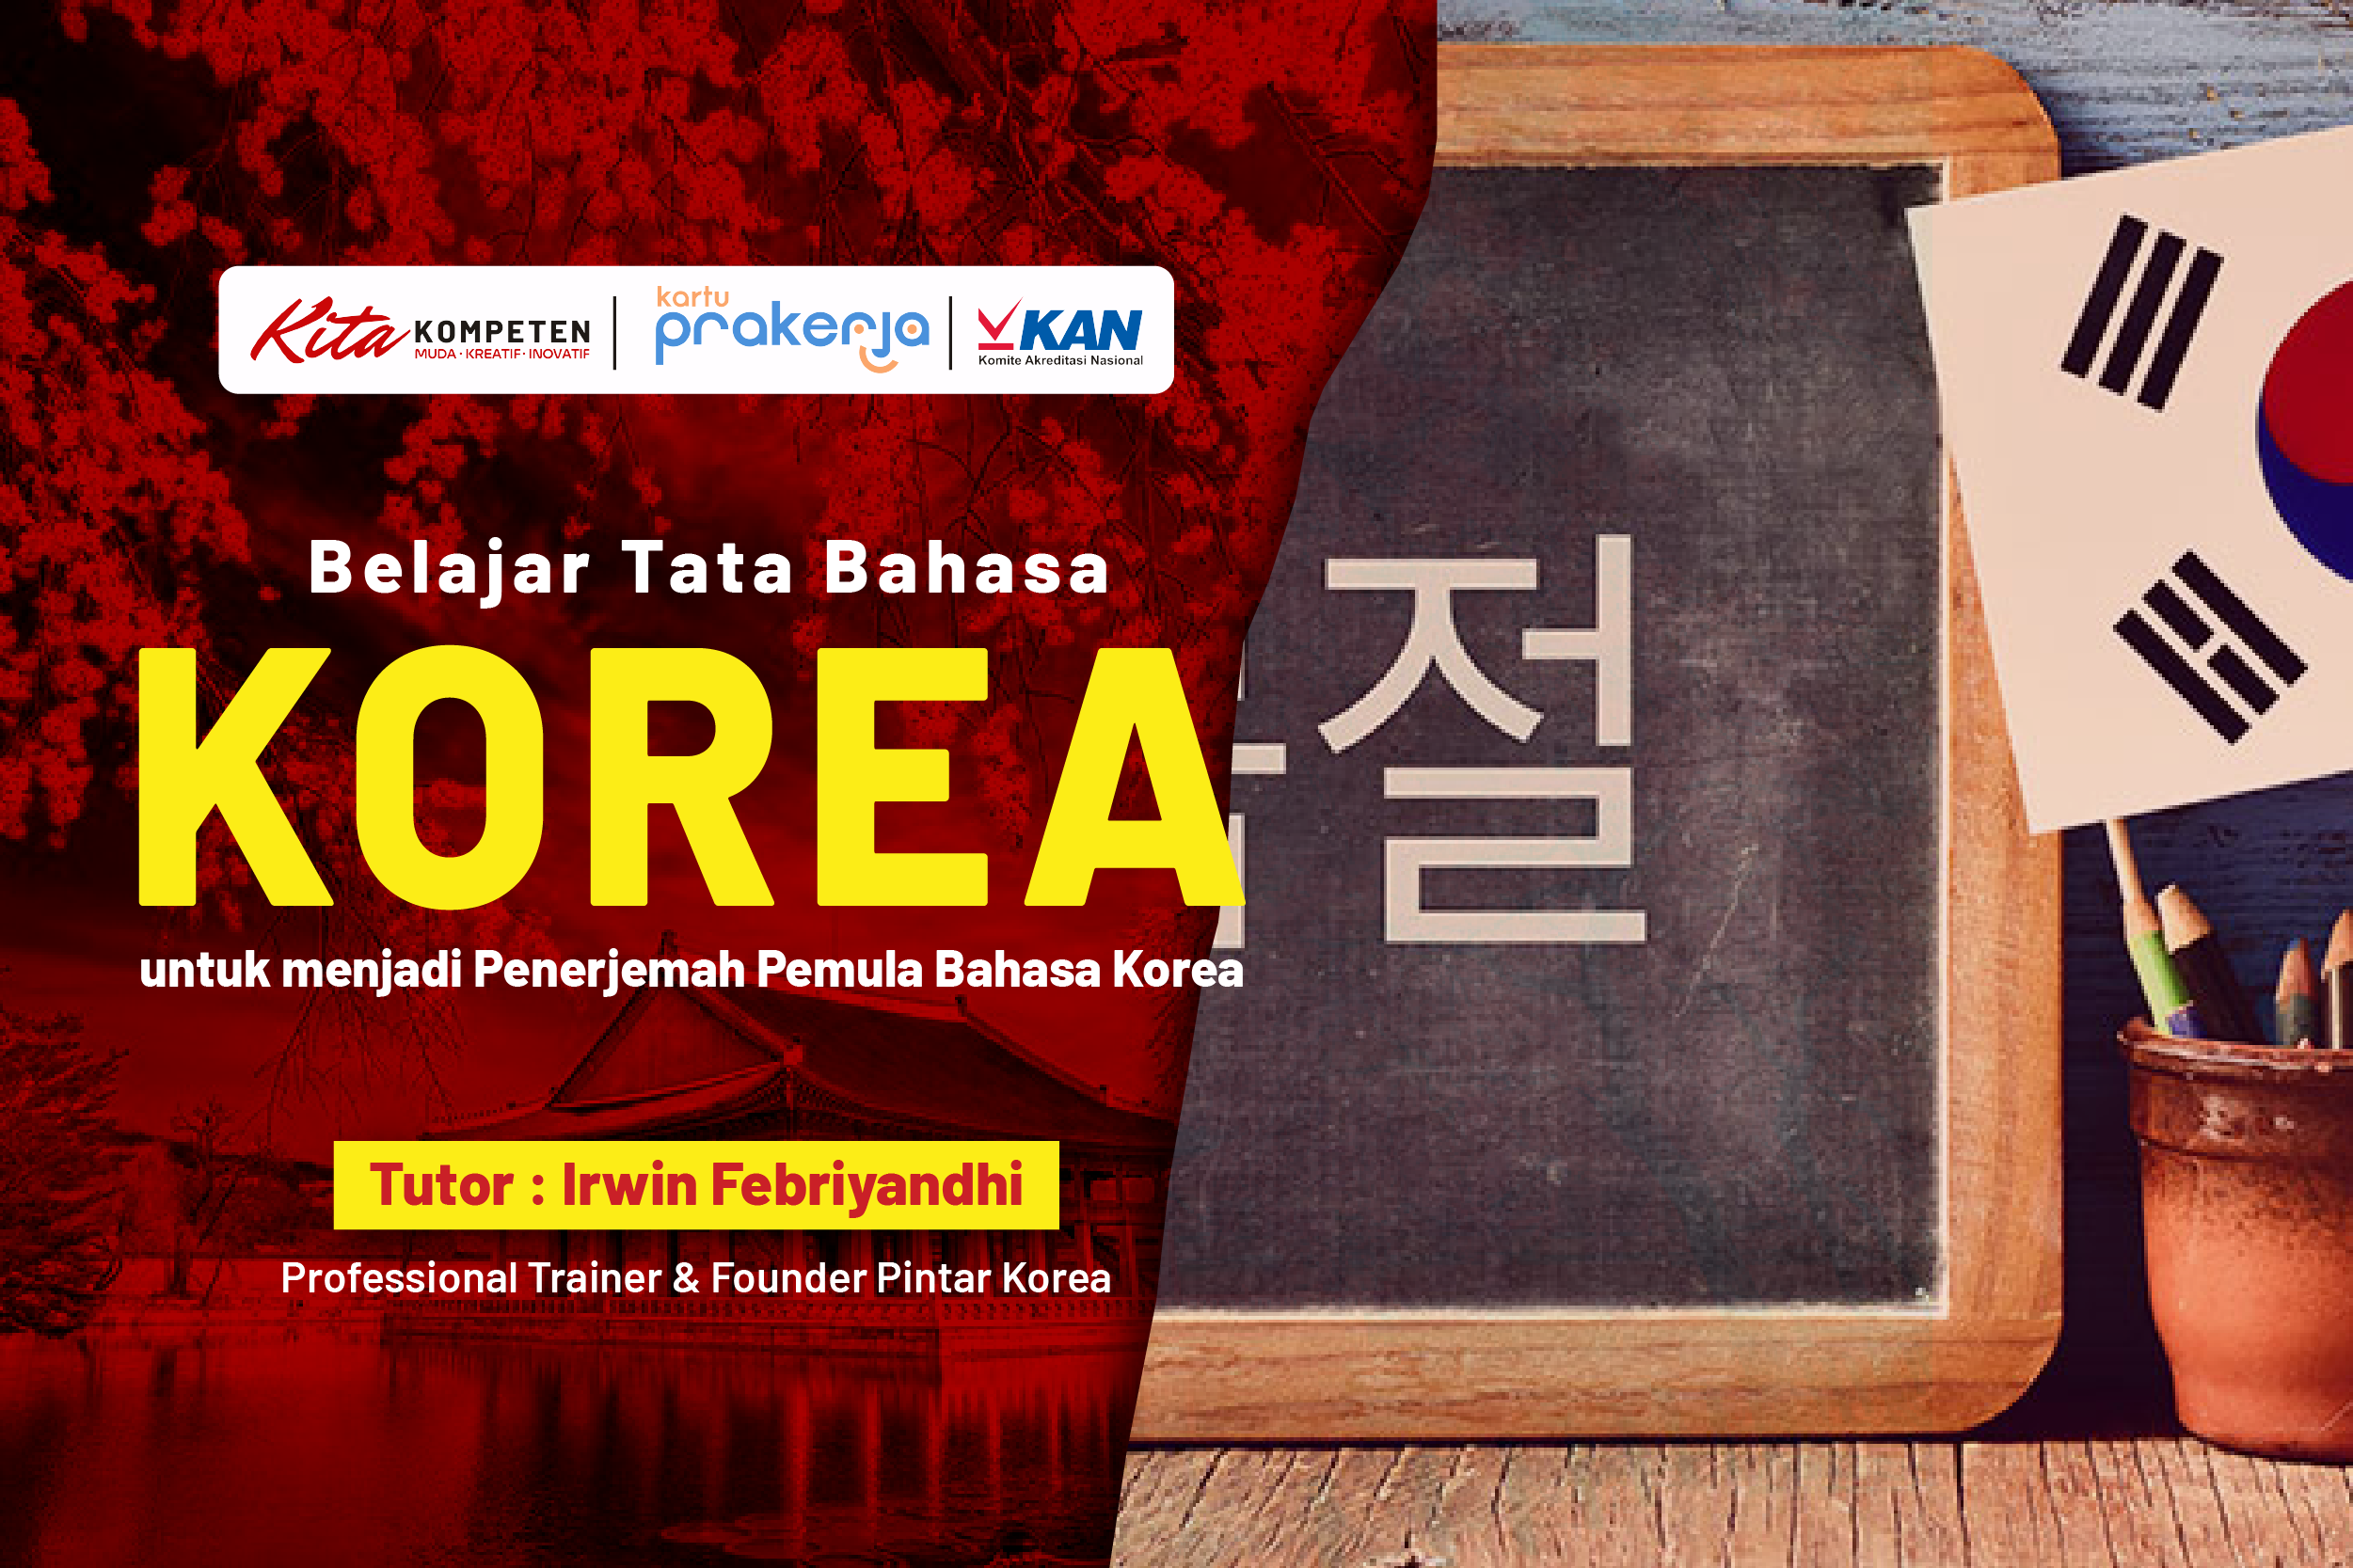 Kita KOMPETEN
MUDA · KREATIF · INOVATIF
kartu
prakerja
KAN
Komite Akreditasi Nasional
Belajar Tata Bahasa
KOREA
untuk menjadi Penerjemah Pemula Bahasa Korea
Tutor : Irwin Febriyandhi
Professional Trainer & Founder Pintar Korea
절